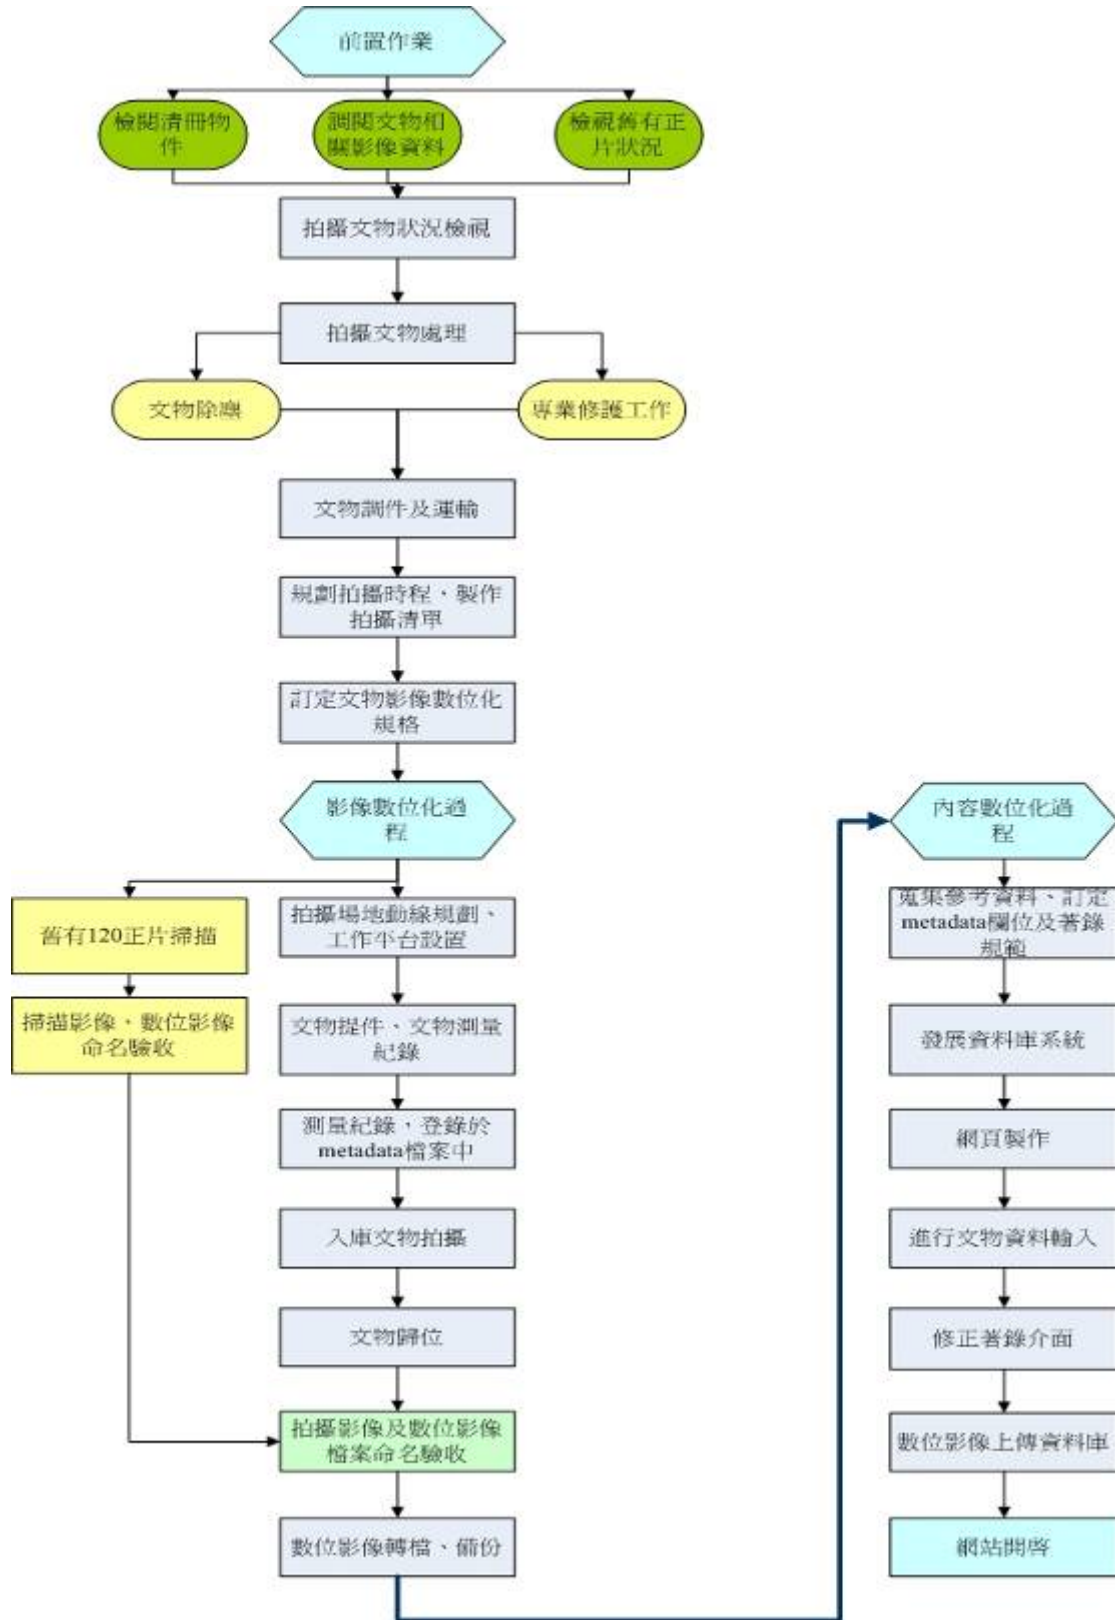 前置作業
檢閱清冊物
件
調閱文物相
關影像資料
檢視舊有正
片狀況
拍攝文物狀況檢視
拍攝文物處理
文物除塵
專業修護工作
文物調件及運輸
規劃拍攝時程、製作
拍攝清單
訂定文物影像數位化
規格
影像數位化過
程
舊有120正片掃描
掃描影像、數位影像
命名驗收
拍攝場地動線規劃、
工作平台設置
文物提件、文物測量
紀錄
測量紀錄，登錄於
metadata檔案中
入庫文物拍攝
文物歸位
拍攝影像及數位影像
檔案命名驗收
數位影像轉檔、備份
內容數位化過
程
蒐集參考資料、訂定
metadata欄位及著錄
規範
發展資料庫系統
網頁製作
進行文物資料輸入
修正著錄介面
數位影像上傳資料庫
網站開啓